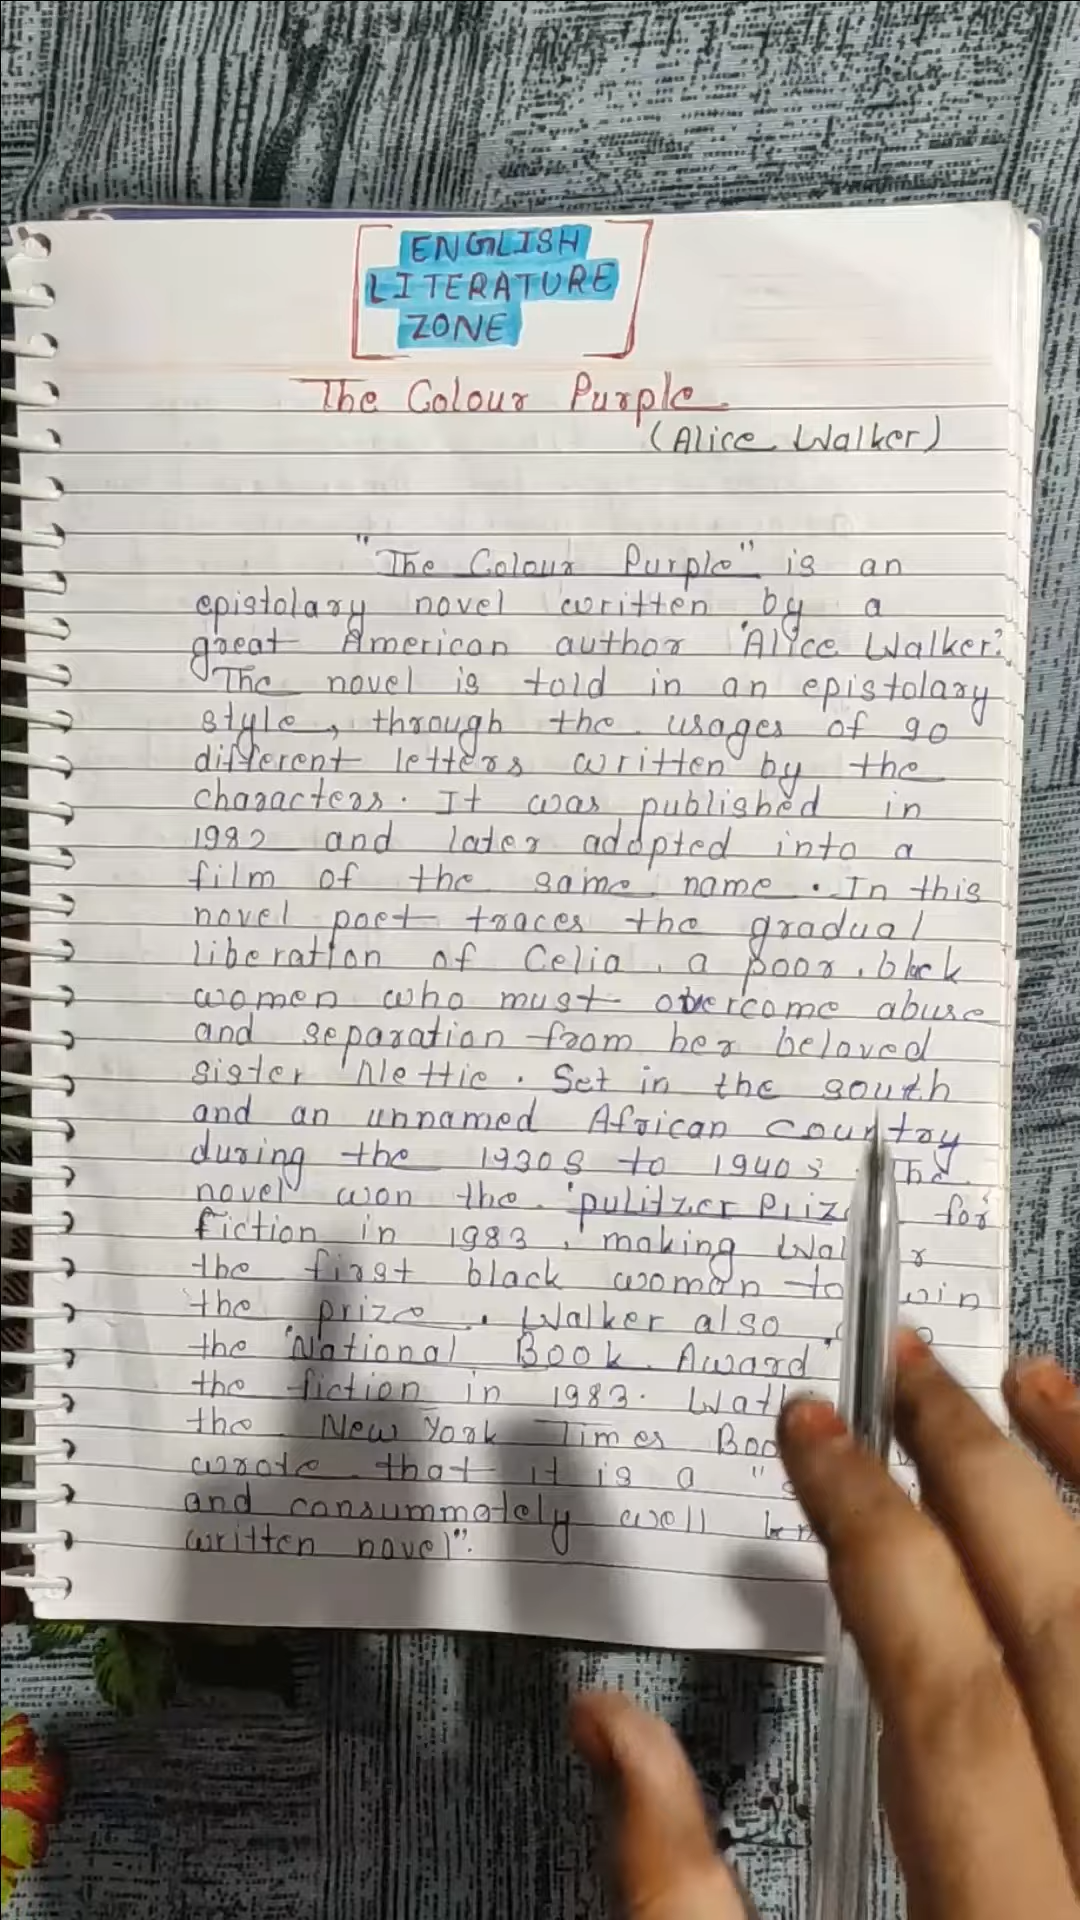 ENGLISH
LITERATURE
ZONE
The Colour Purple
(Alice Walker)
"The Colour Purple" is an
epistolary novel written by a
great American author 'Alice Walker'.
The novel is told in an epistolary
style, through the usages of 90
different letters written by the
characters. It was published in
1982 and later adapted into a
film of the same name. In this
novel poet traces the gradual
liberation of Celia, a poor, black
women who must overcome abuse
and separation from her beloved
sister 'Nettie. Set in the south
and an unnamed African country
during the 1930s to 1940s. The
novel won the 'pulitzer Prize for
fiction in 1983, making
the first black woman to win
the prize. Walker also
the 'National Book Award'
the fiction in 1983.
the New York Times
wrote that it is a "
and consummately well
written novel".